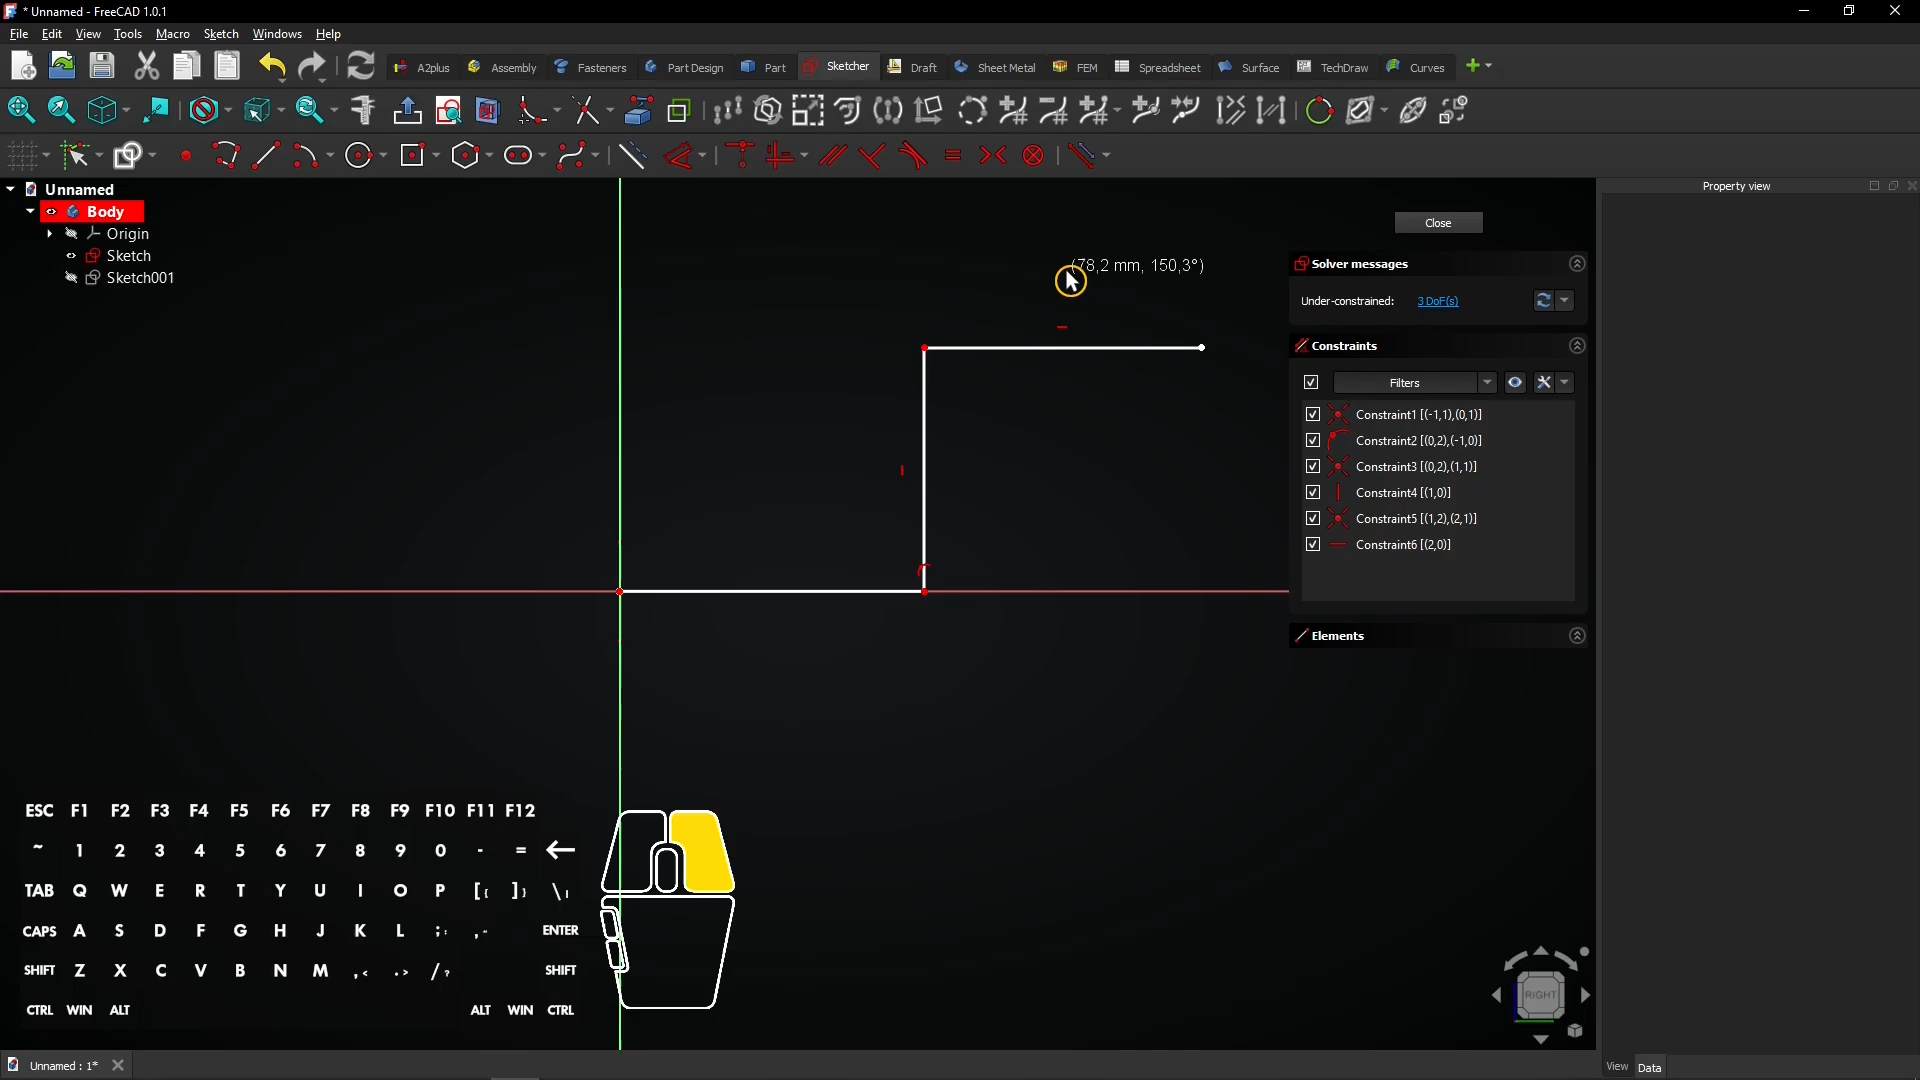 * Unnamed - FreeCAD 1.0.1
File Edit View Tools Macro Sketch Windows Help
A2plus Assembly Fasteners Part Design Part Sketcher Draft Sheet Metal FEM Spreadsheet Surface TechDraw Curves
Unnamed
Body
Origin
Sketch
Sketch001
(78,2 mm, 150,3°)
Close
Solver messages
Under-constrained: 3 DoF(s)
Constraints
Filters
Constraint1 [(-1,1),(0,1)]
Constraint2 [(0,2),(-1,0)]
Constraint3 [(0,2),(1,1)]
Constraint4 [(1,0)]
Constraint5 [(1,2),(2,1)]
Constraint6 [(2,0)]
Elements
Property view
ESC F1 F2 F3 F4 F5 F6 F7 F8 F9 F10 F11 F12
~ 1 2 3 4 5 6 7 8 9 0 - = ←
TAB Q W E R T Y U I O P [{ ]} \|
CAPS A S D F G H J K L ;: ,“ ENTER
SHIFT Z X C V B N M ,< .> /? SHIFT
CTRL WIN ALT ALT WIN CTRL
RIGHT
Unnamed : 1*
View Data